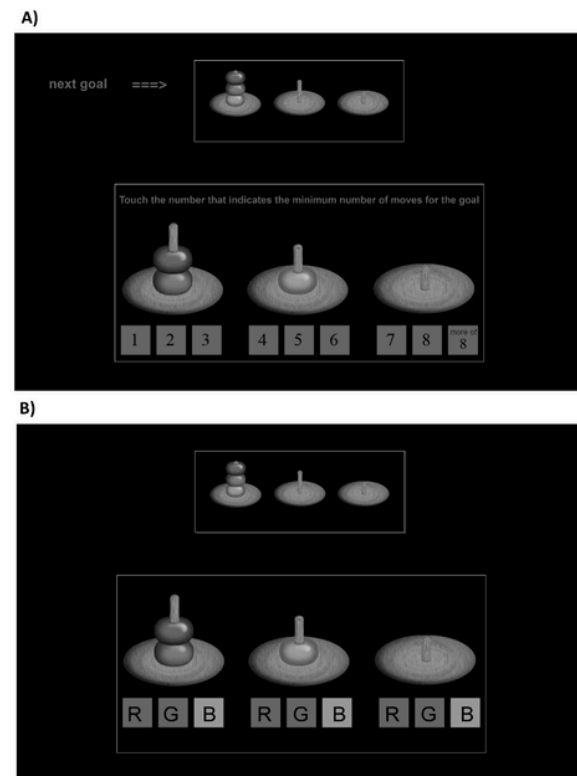 A)
next goal ===>
Touch the number that indicates the minimum number of moves for the goal
1 2 3 4 5 6 7 8 more of 8
B)
R G B R G B R G B